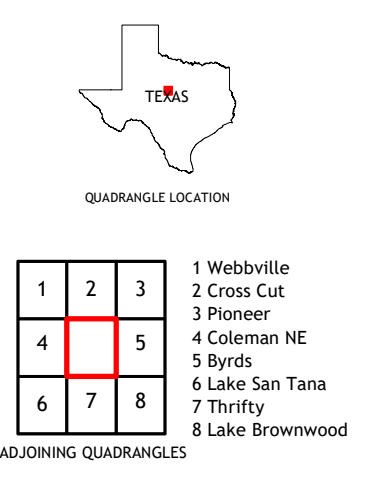 TEXAS
QUADRANGLE LOCATION
1 2 3
4 5
6 7 8
ADJOINING QUADRANGLES
1 Webbville
2 Cross Cut
3 Pioneer
4 Coleman NE
5 Byrds
6 Lake San Tana
7 Thrifty
8 Lake Brownwood